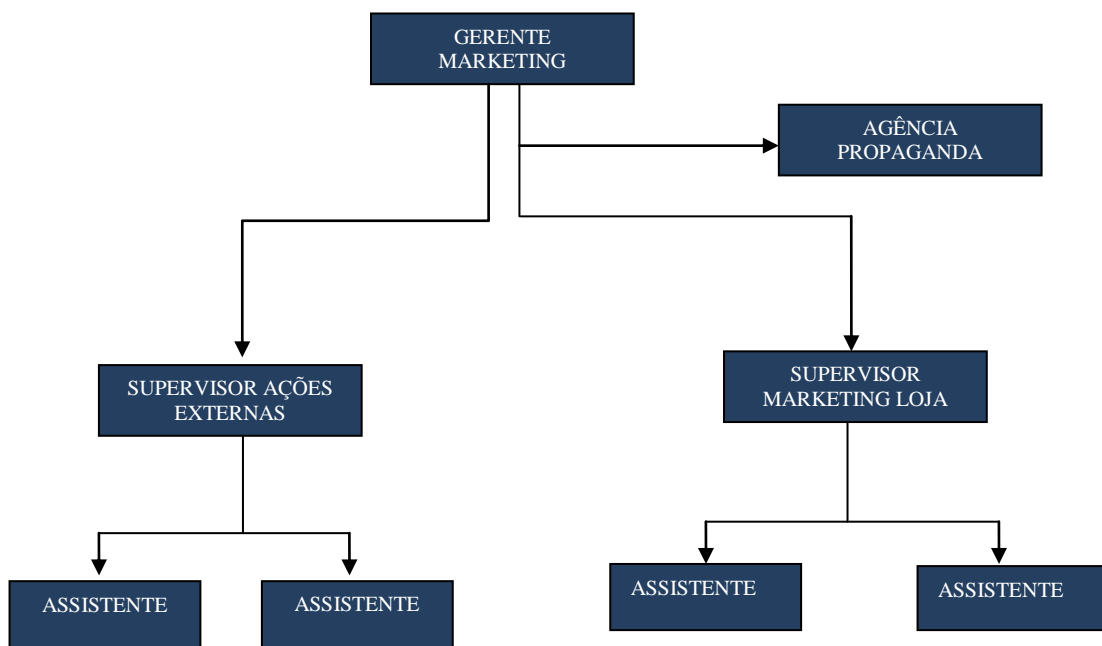 GERENTE
MARKETING
AGÊNCIA
PROPAGANDA
SUPERVISOR AÇÕES
EXTERNAS
SUPERVISOR
MARKETING LOJA
ASSISTENTE
ASSISTENTE
ASSISTENTE
ASSISTENTE